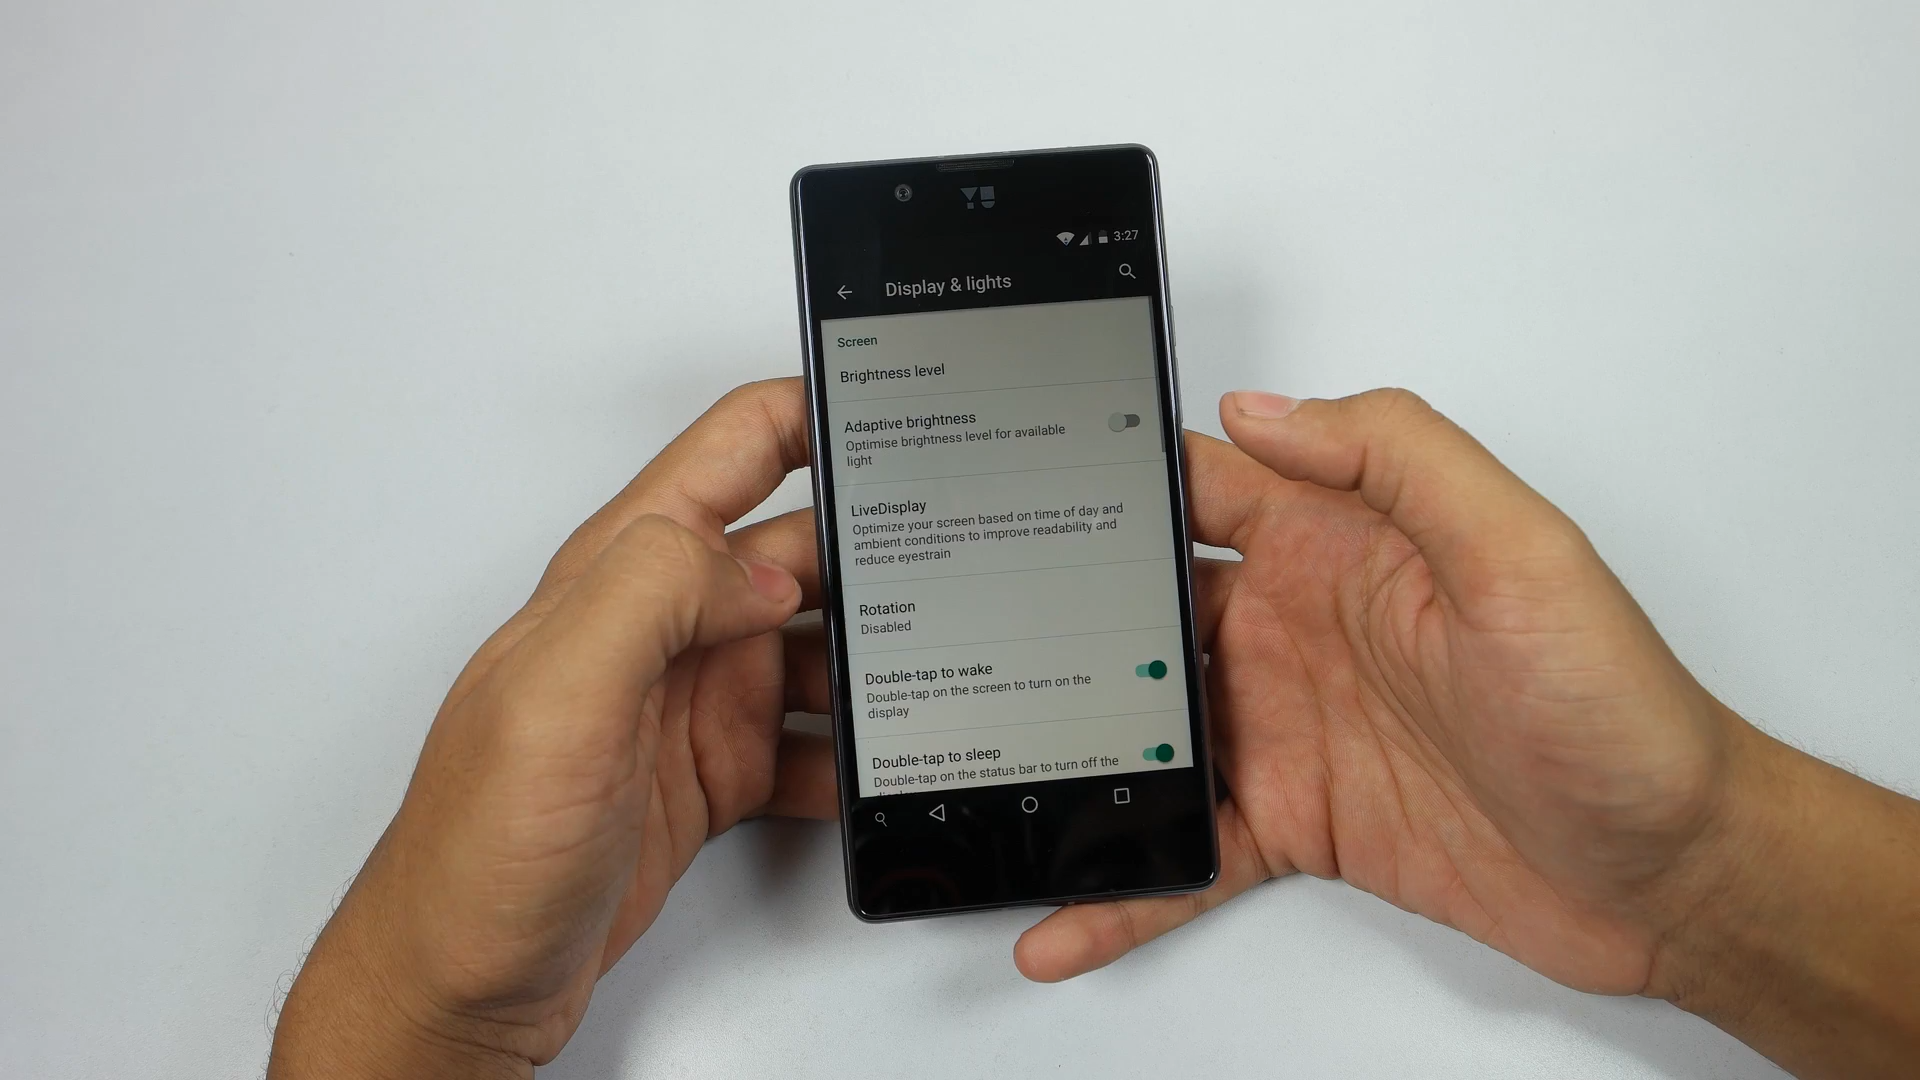 YU
3:27
Display & lights
Screen
Brightness level
Adaptive brightness
Optimise brightness level for available
light
LiveDisplay
Optimize your screen based on time of day and
ambient conditions to improve readability and
reduce eyestrain
Rotation
Disabled
Double-tap to wake
Double-tap on the screen to turn on the
display
Double-tap to sleep
Double-tap on the status bar to turn off the